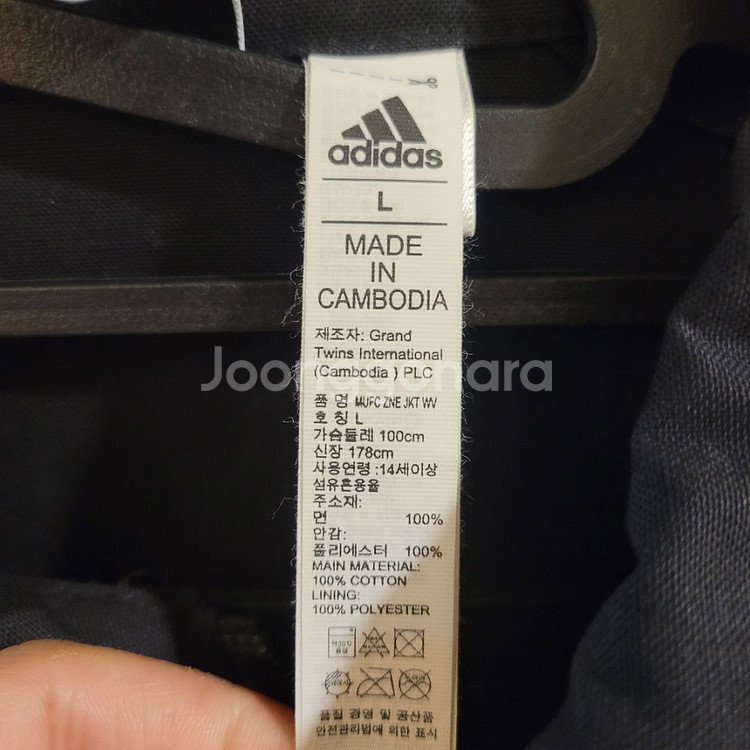 adidas
L
MADE
IN
CAMBODIA
제조자: Grand
Twins International
(Cambodia ) PLC
Joonggonara
품 명 MUFC ZNE JKT WV
호 칭 L
가슴둘레 100cm
신장 178cm
사용연령 :14세이상
섬유혼용율
주소재:
면 100%
안감:
폴리에스터 100%
MAIN MATERIAL:
100% COTTON
LINING:
100% POLYESTER
품질 경영 및 공산품
안전관리법에 의한 표시